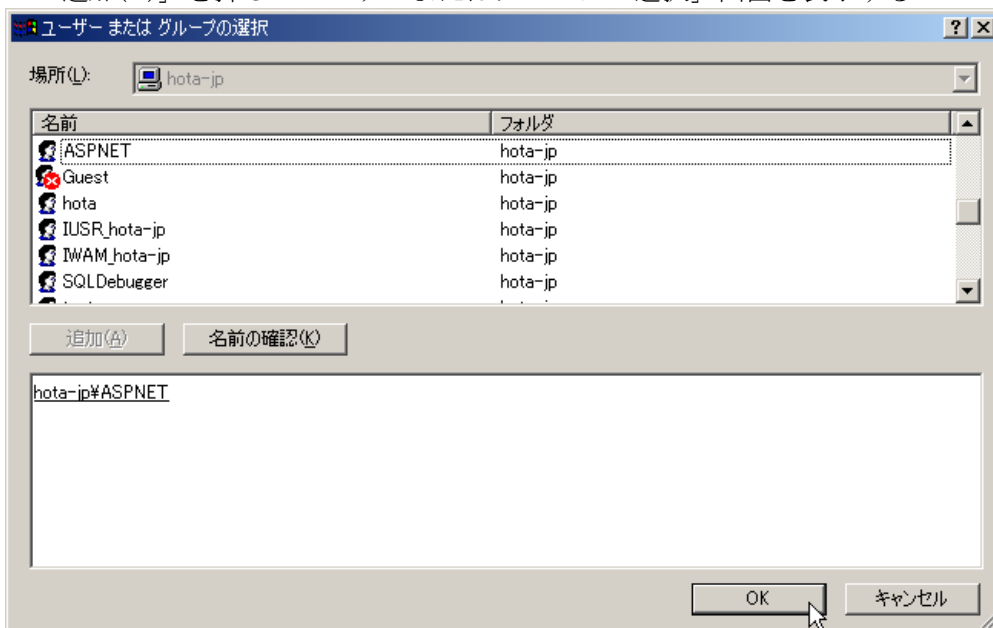 ユーザー または グループの選択
場所(L):
hota-jp
名前 フォルダ
ASPNET hota-jp
Guest hota-jp
hota hota-jp
IUSR_hota-jp hota-jp
IWAM_hota-jp hota-jp
SQLDebugger hota-jp
追加(A) 名前の確認(K)
hota-jp¥ASPNET
OK キャンセル